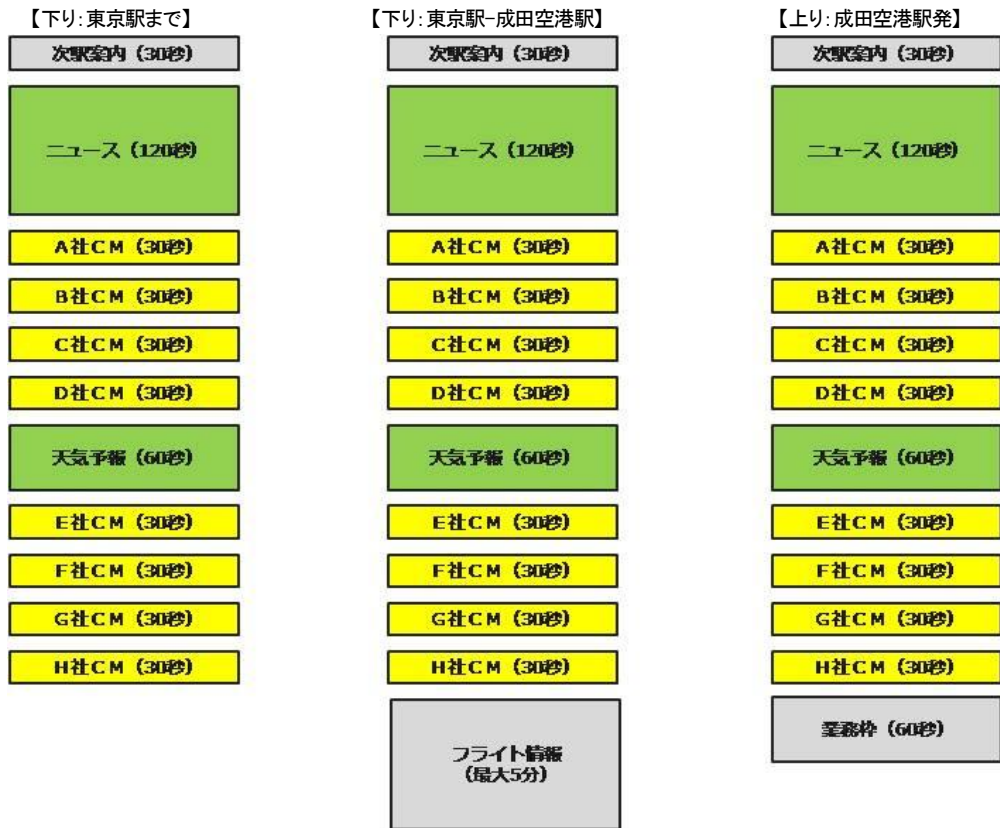 【下り:東京駅まで】
次駅案内（30秒）
ニュース（120秒）
A社CM（30秒）
B社CM（30秒）
C社CM（30秒）
D社CM（30秒）
天気予報（60秒）
E社CM（30秒）
F社CM（30秒）
G社CM（30秒）
H社CM（30秒）
【下り:東京駅−成田空港駅】
次駅案内（30秒）
ニュース（120秒）
A社CM（30秒）
B社CM（30秒）
C社CM（30秒）
D社CM（30秒）
天気予報（60秒）
E社CM（30秒）
F社CM（30秒）
G社CM（30秒）
H社CM（30秒）
フライト情報
（最大5分）
【上り:成田空港駅発】
次駅案内（30秒）
ニュース（120秒）
A社CM（30秒）
B社CM（30秒）
C社CM（30秒）
D社CM（30秒）
天気予報（60秒）
E社CM（30秒）
F社CM（30秒）
G社CM（30秒）
H社CM（30秒）
業務枠（60秒）